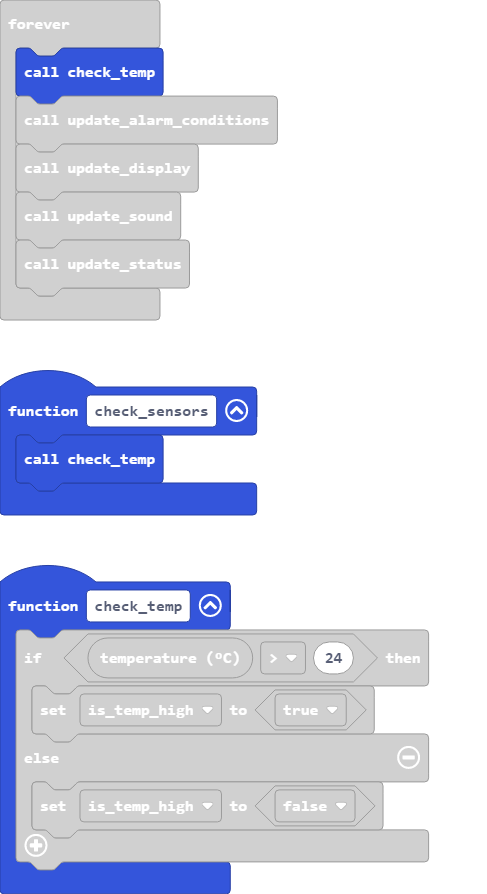 forever
call check_temp
call update_alarm_conditions
call update_display
call update_sound
call update_status
function check_sensors
call check_temp
function check_temp
if temperature (ºC) > 24 then
set is_temp_high to true
else
set is_temp_high to false